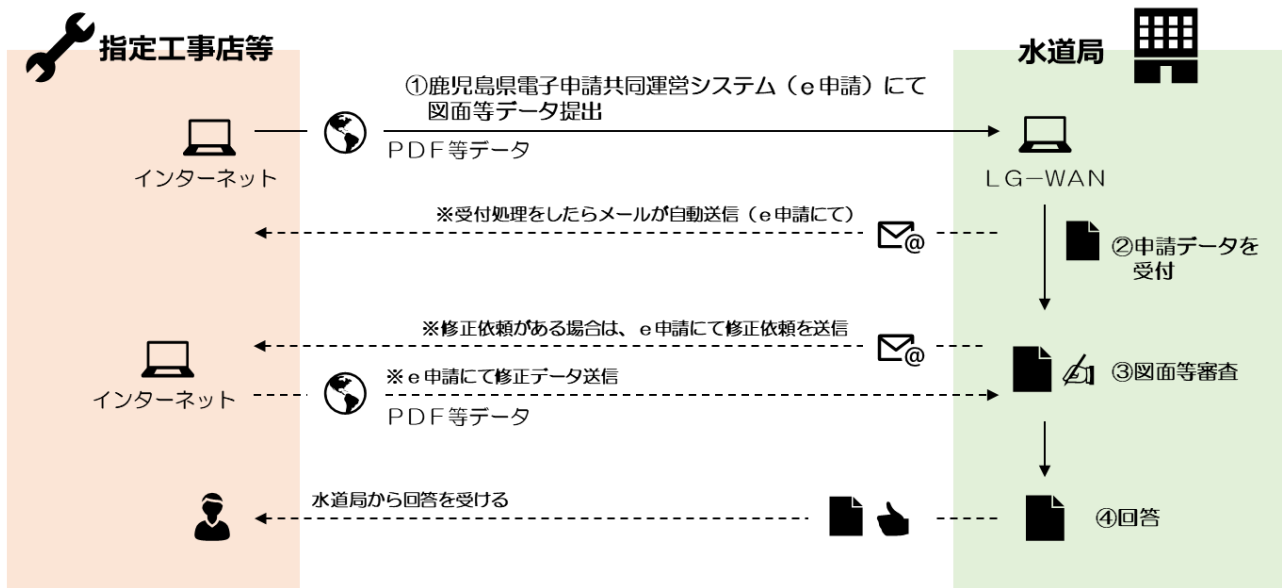 指定工事店等
水道局
①鹿児島県電子申請共同運営システム（e申請）にて
図面等データ提出
PDF等データ
インターネット
LG-WAN
※受付処理をしたらメールが自動送信（e申請にて）
②申請データを
受付
※修正依頼がある場合は、e申請にて修正依頼を送信
※e申請にて修正データ送信
③図面等審査
インターネット
PDF等データ
水道局から回答を受ける
④回答